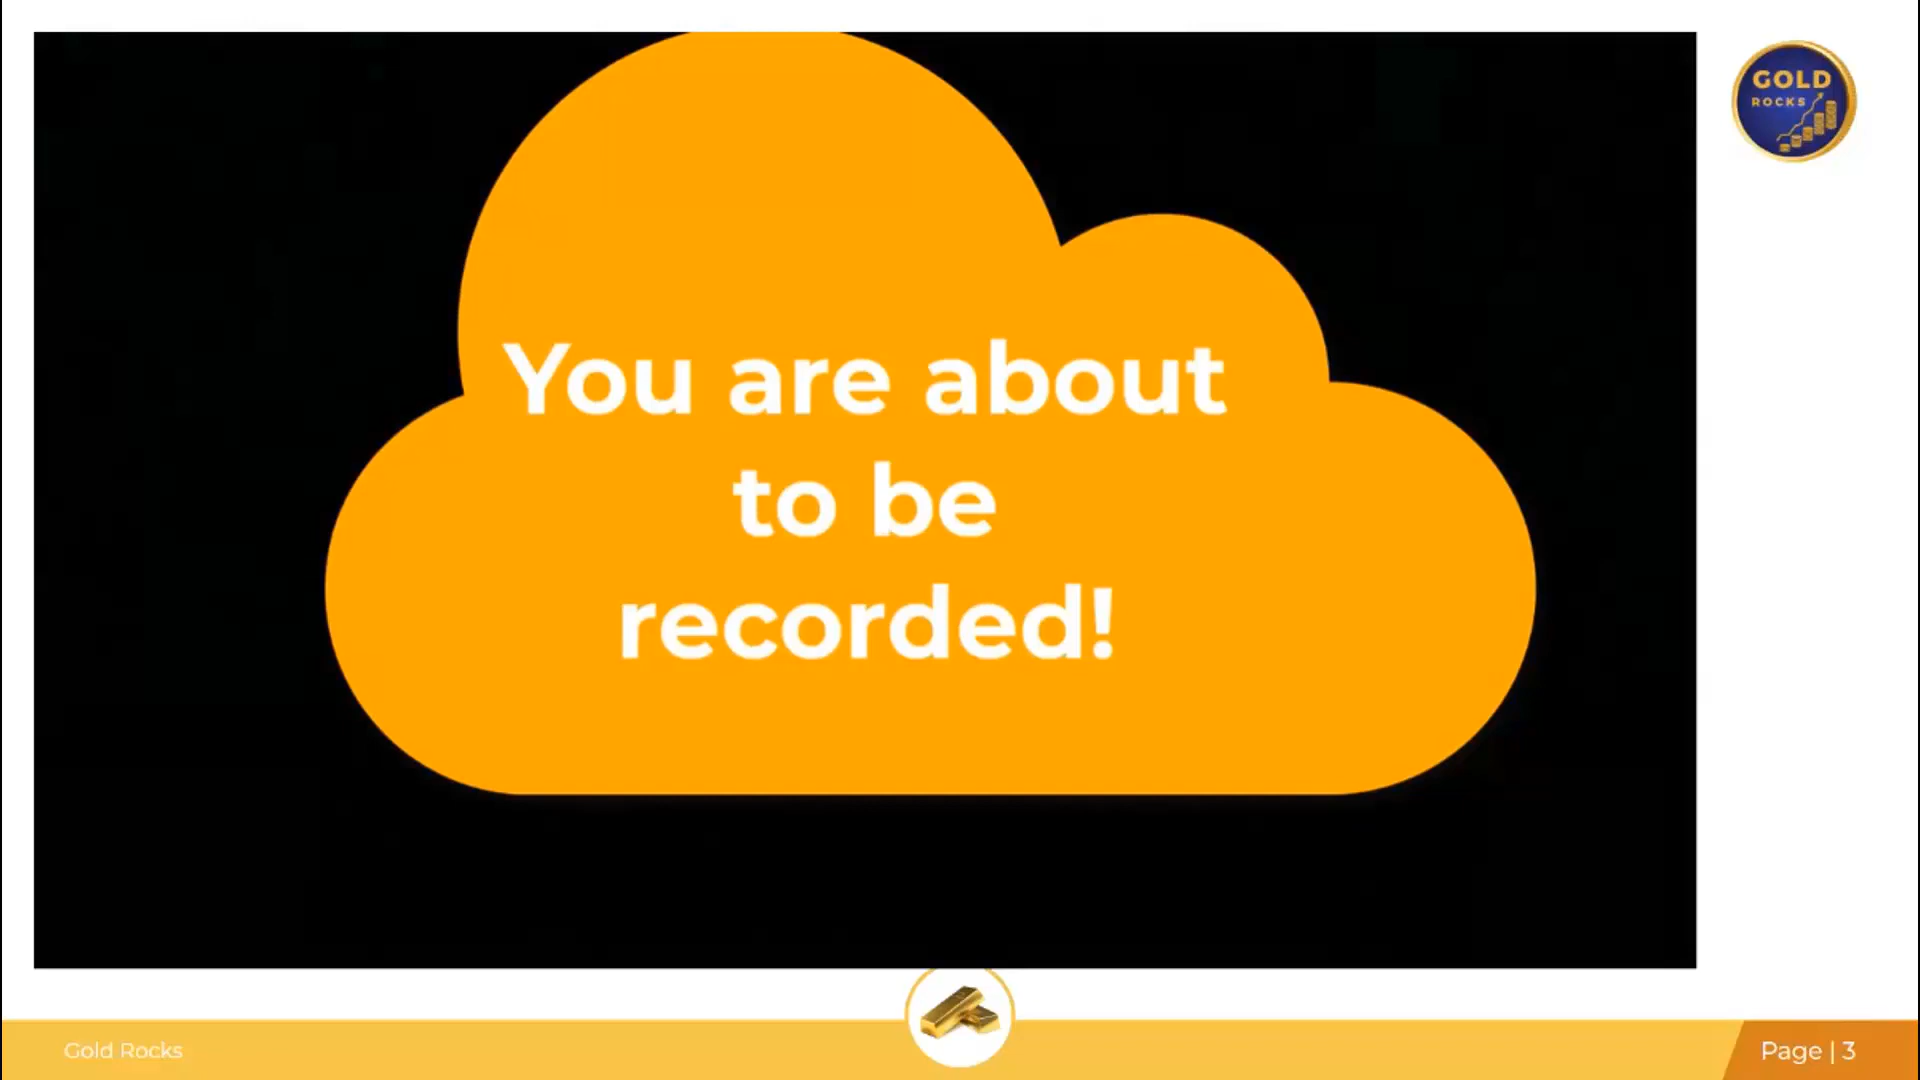 GOLD
ROCKS
You are about
to be
recorded!
Gold Rocks
Page | 3